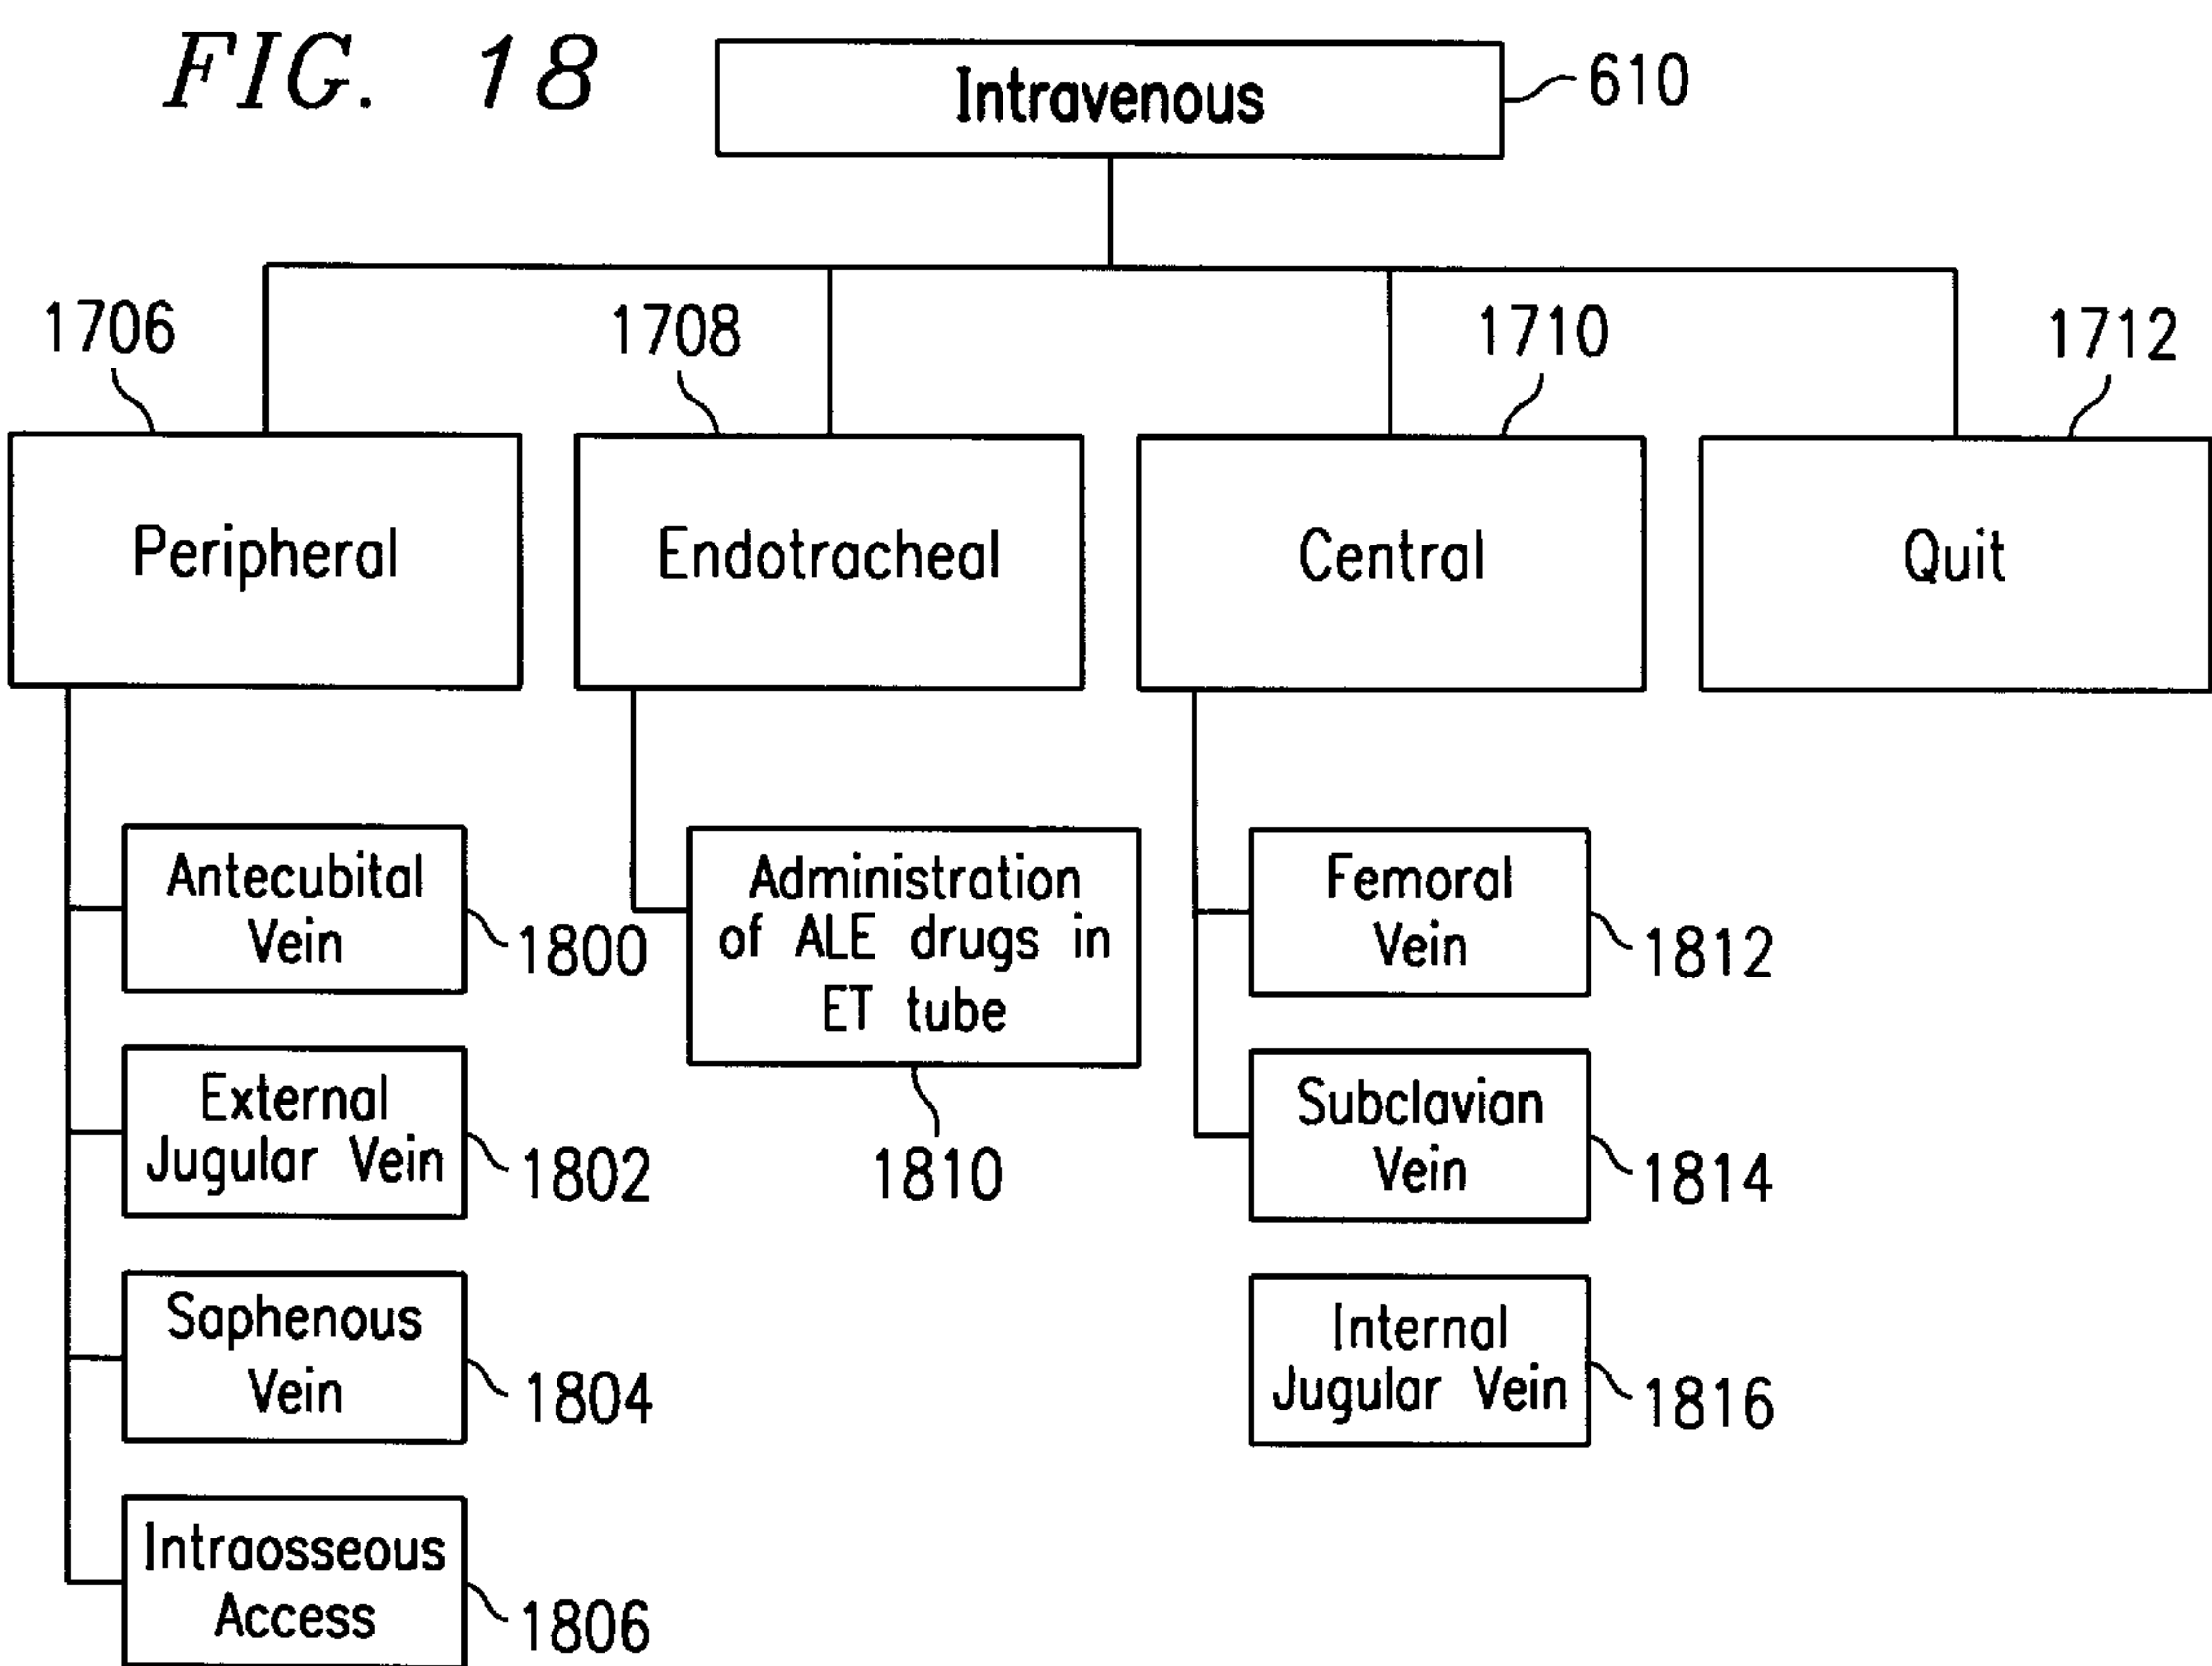 FIG. 18
Intravenous
610
1706
1708
1710
1712
Peripheral
Endotracheal
Central
Quit
Antecubital
Vein
1800
External
Jugular Vein
1802
Saphenous
Vein
1804
Intraosseous
Access
1806
Administration
of ALE drugs in
ET tube
1810
Femoral
Vein
1812
Subclavian
Vein
1814
Internal
Jugular Vein
1816